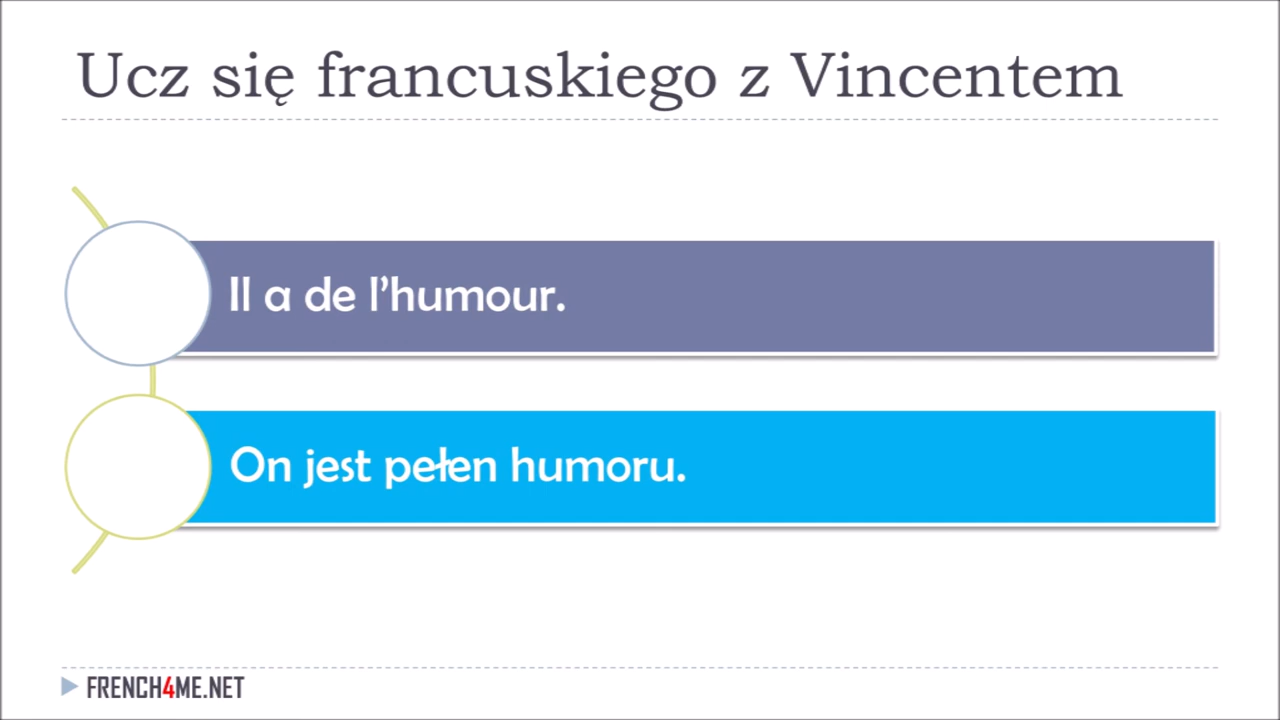 Ucz się francuskiego z Vincentem
Il a de l’humour.
On jest pełen humoru.
FRENCH4ME.NET